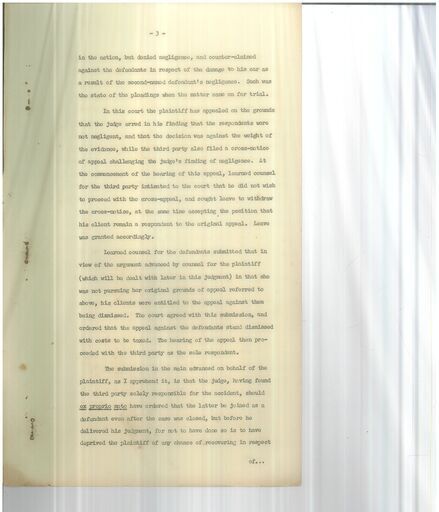 - 3 -
in the action, but denied negligence, and counter-claimed
against the defendants in respect of the damage to his car as
a result of the second-named defendant's negligence. Such was
the state of the pleadings when the matter came on for trial.
In this court the plaintiff has appealed on the grounds
that the judge erred in his finding that the respondents were
not negligent, and that the decision was against the weight of
the evidence, while the third party also filed a cross-notice
of appeal challenging the judge's finding of negligence. At
the commencement of the hearing of this appeal, learned counsel
for the third party intimated to the court that he did not wish
to proceed with the cross-appeal, and sought leave to withdraw
the cross-notice, at the same time accepting the position that
his client remain a respondent to the original appeal. Leave
was granted accordingly.
Learned counsel for the defendants submitted that in
view of the argument advanced by counsel for the plaintiff
(which will be dealt with later in this judgment) in that she
was not pursuing her original grounds of appeal referred to
above, his clients were entitled to the appeal against them
being dismissed. The court agreed with this submission, and
ordered that the appeal against the defendants stand dismissed
with costs to be taxed. The hearing of the appeal then pro-
ceeded with the third party as the sole respondent.
The submission in the main advanced on behalf of the
plaintiff, as I apprehend it, is that the judge, having found
the third party solely responsible for the accident, should
ex proprio motu have ordered that the latter be joined as a
defendant even after the case was closed, but before he
delivered his judgment, for not to have done so is to have
deprived the plaintiff of any chance of recovering in respect
of...